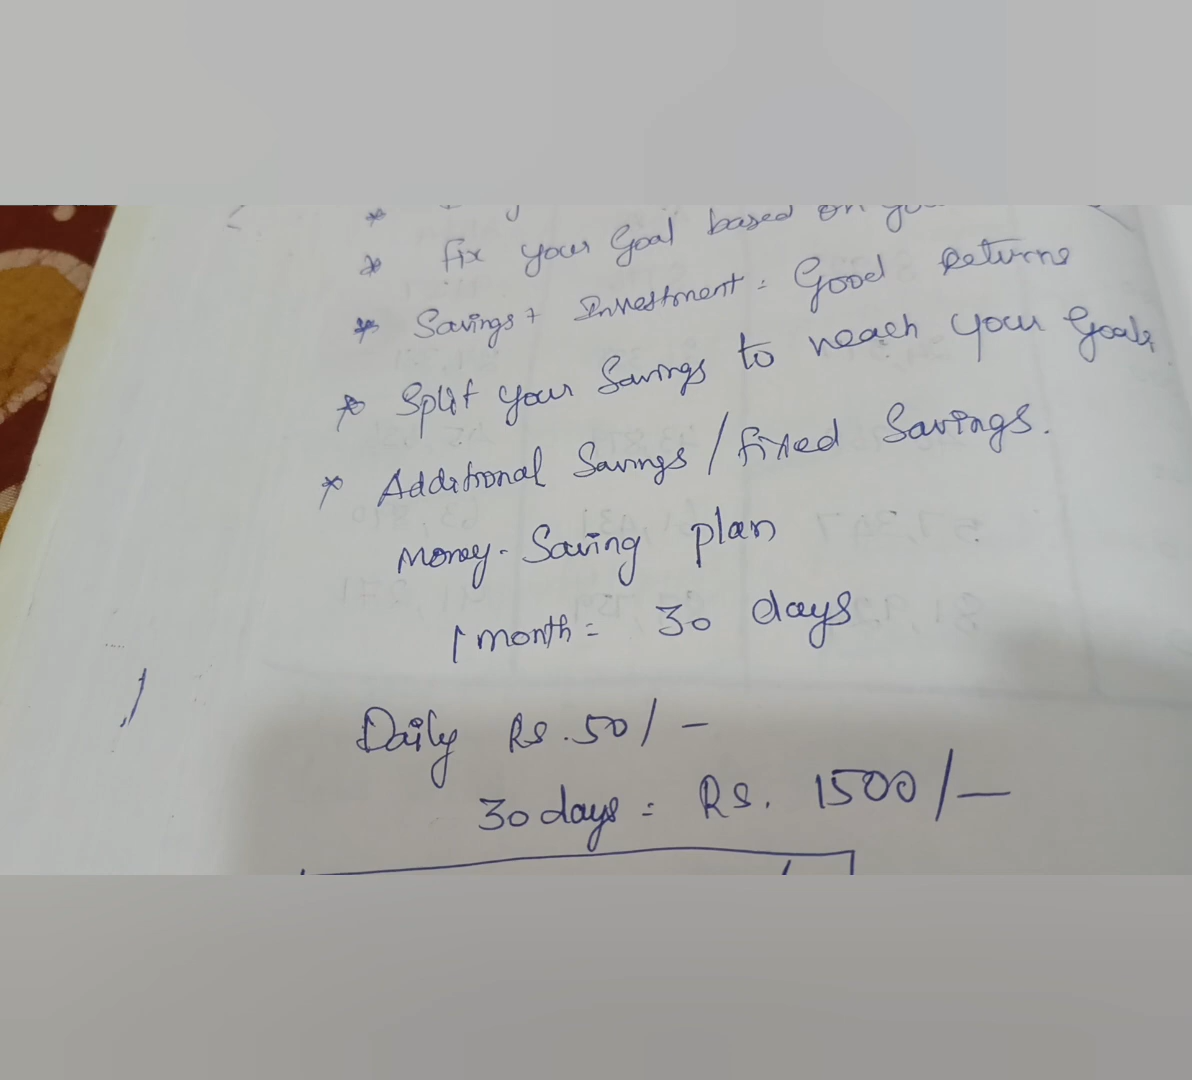 * fix your Goal based on
* Savings + Investment = Good Returns
* Split your Savings to reach your Goals
* Additional Savings / fixed Savings.
Money - Saving plan
1 month = 30 days
Daily Rs. 50/-
30 days = Rs. 1500/-